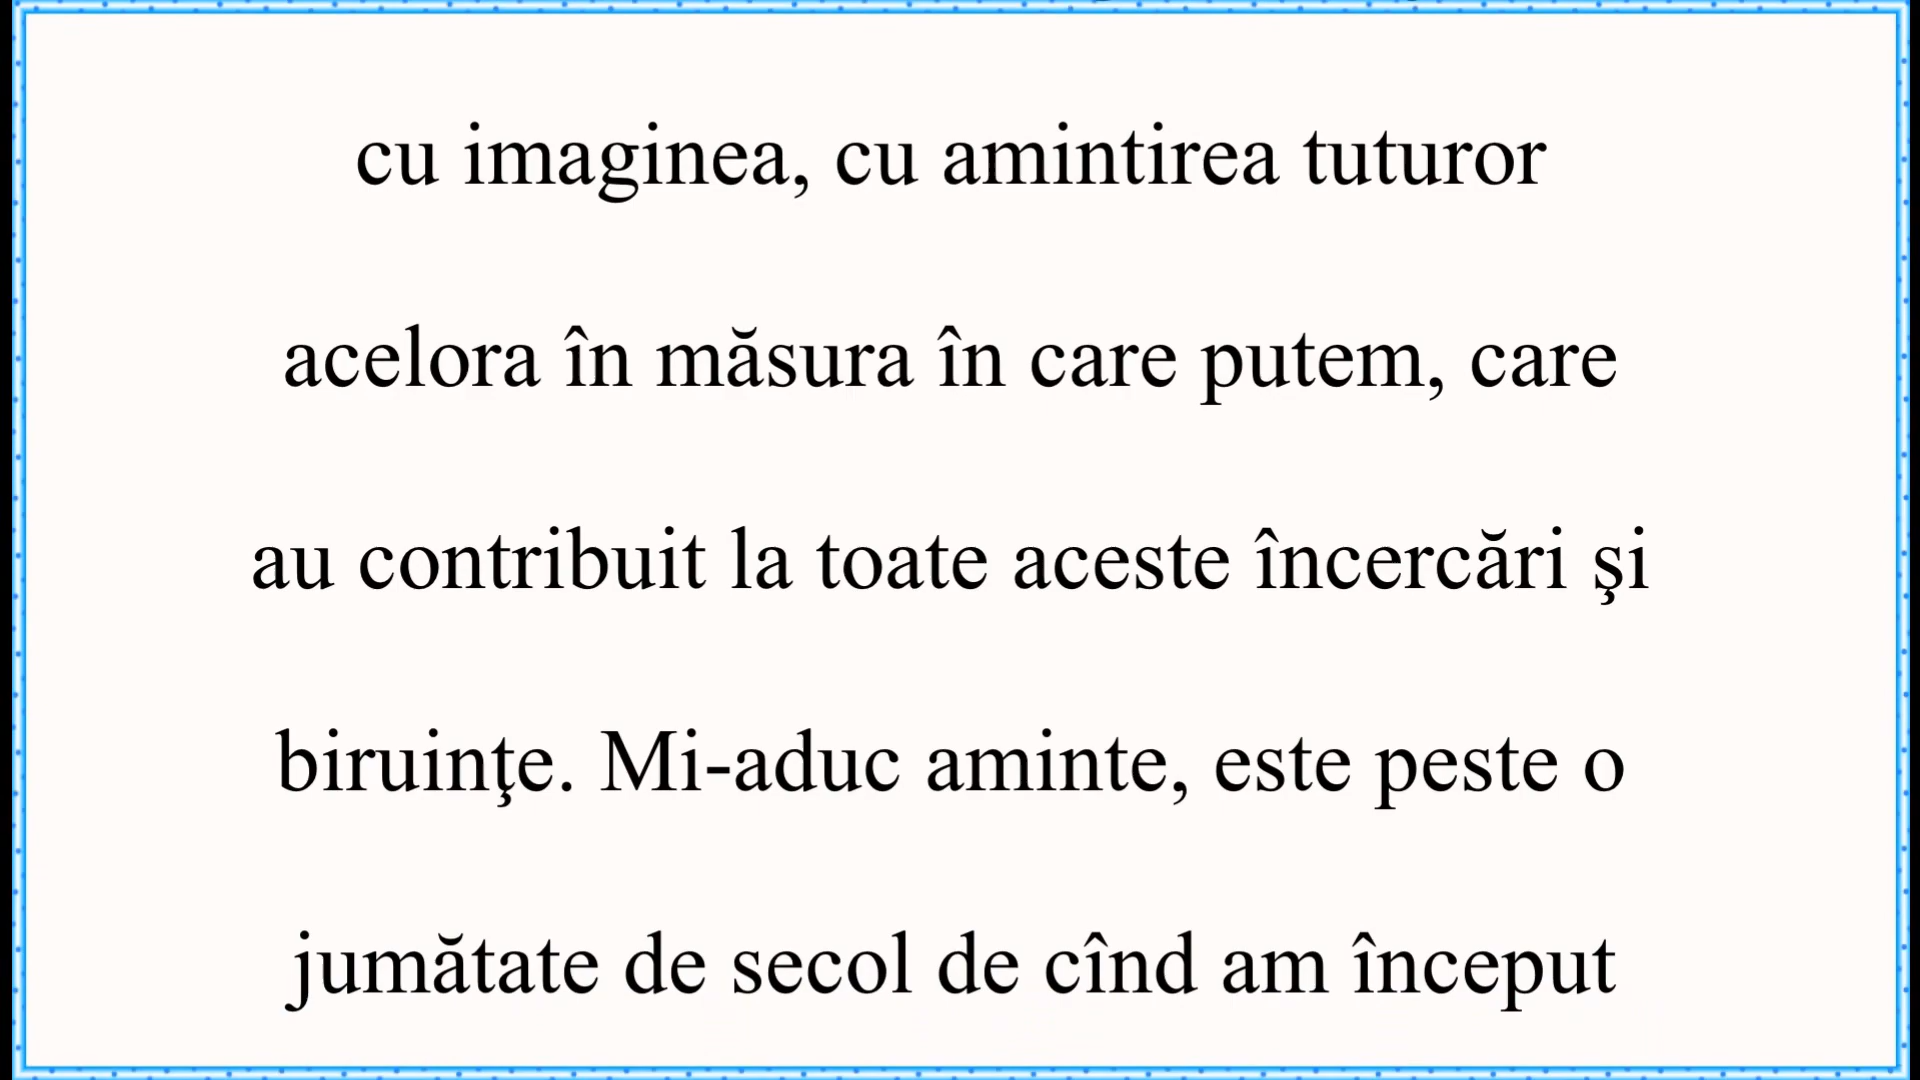 cu imaginea, cu amintirea tuturor
acelora în măsura în care putem, care
au contribuit la toate aceste încercări şi
biruinţe. Mi-aduc aminte, este peste o
jumătate de secol de cînd am început